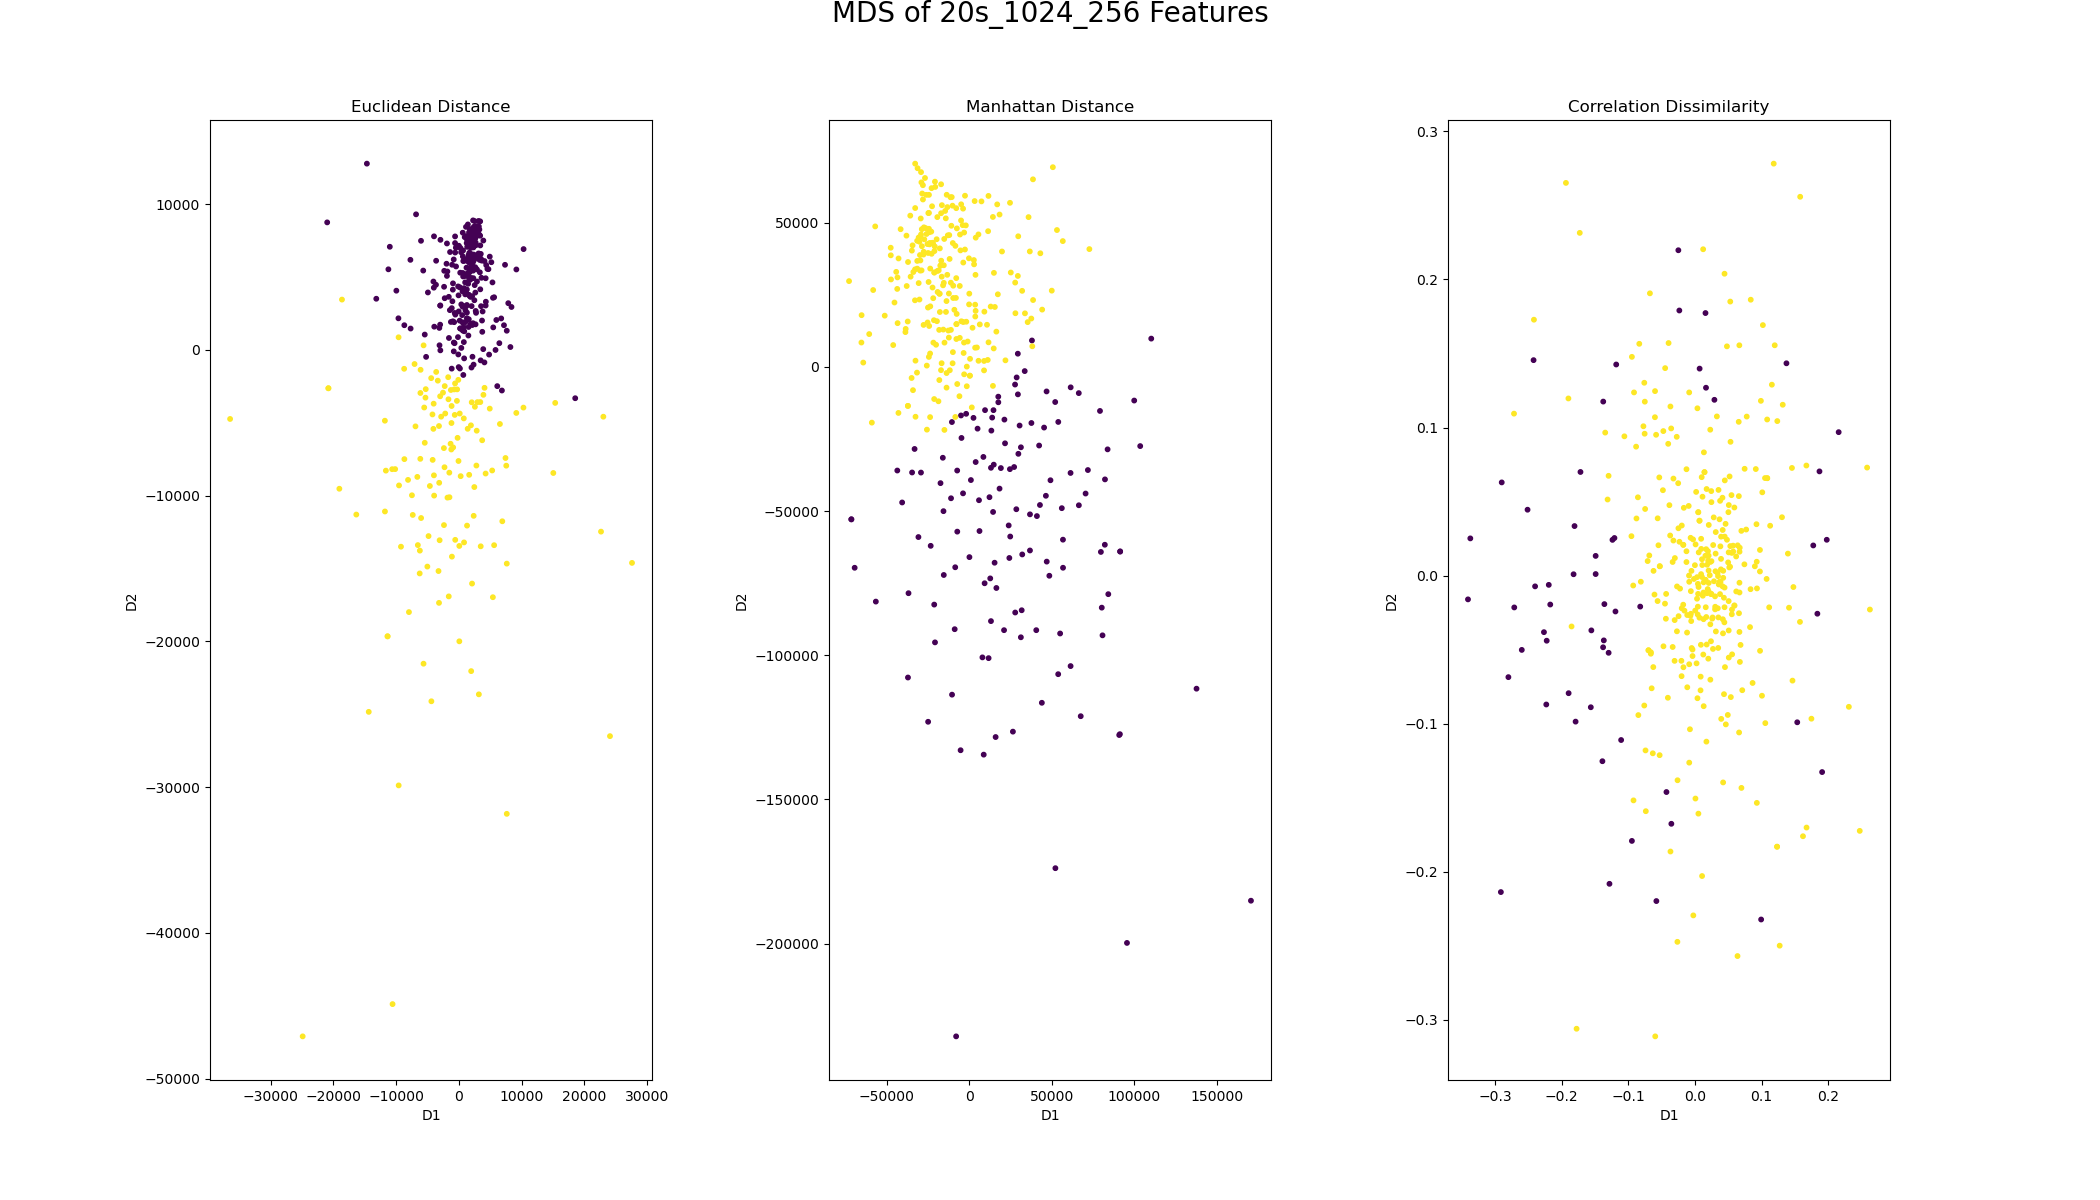 MDS of 20s_1024_256 Features
Euclidean Distance
10000
0
−10000
−20000
−30000
−40000
−50000
D2
−30000 −20000 −10000 0 10000 20000 30000
D1
Manhattan Distance
50000
0
−50000
−100000
−150000
−200000
D2
−50000 0 50000 100000 150000
D1
Correlation Dissimilarity
0.3
0.2
0.1
0.0
−0.1
−0.2
−0.3
D2
−0.3 −0.2 −0.1 0.0 0.1 0.2
D1